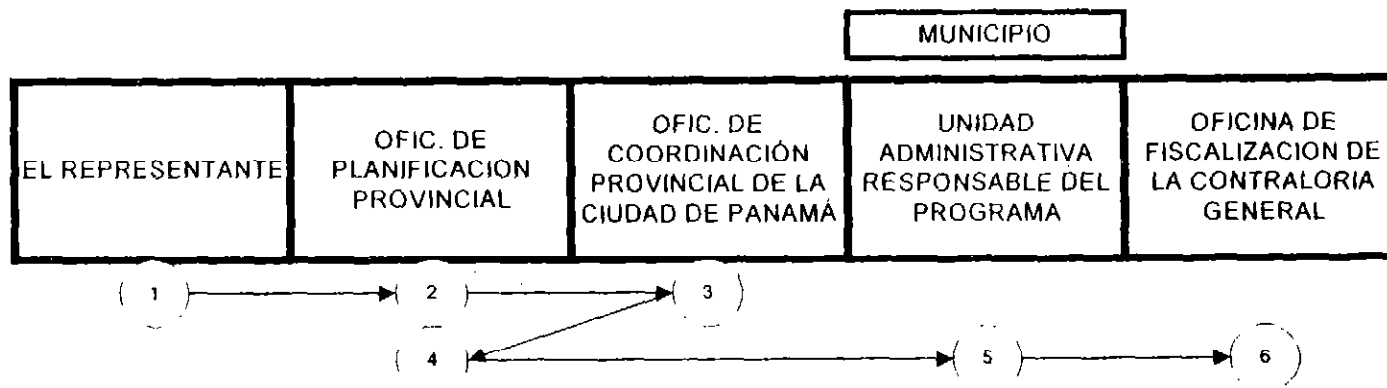 MUNICIPIO
EL REPRESENTANTE
OFIC. DE
PLANIFICACION
PROVINCIAL
OFIC. DE
COORDINACIÓN
PROVINCIAL DE LA
CIUDAD DE PANAMÁ
UNIDAD
ADMINISTRATIVA
RESPONSABLE DEL
PROGRAMA
OFICINA DE
FISCALIZACION DE
LA CONTRALORIA
GENERAL
1
2
3
4
5
6